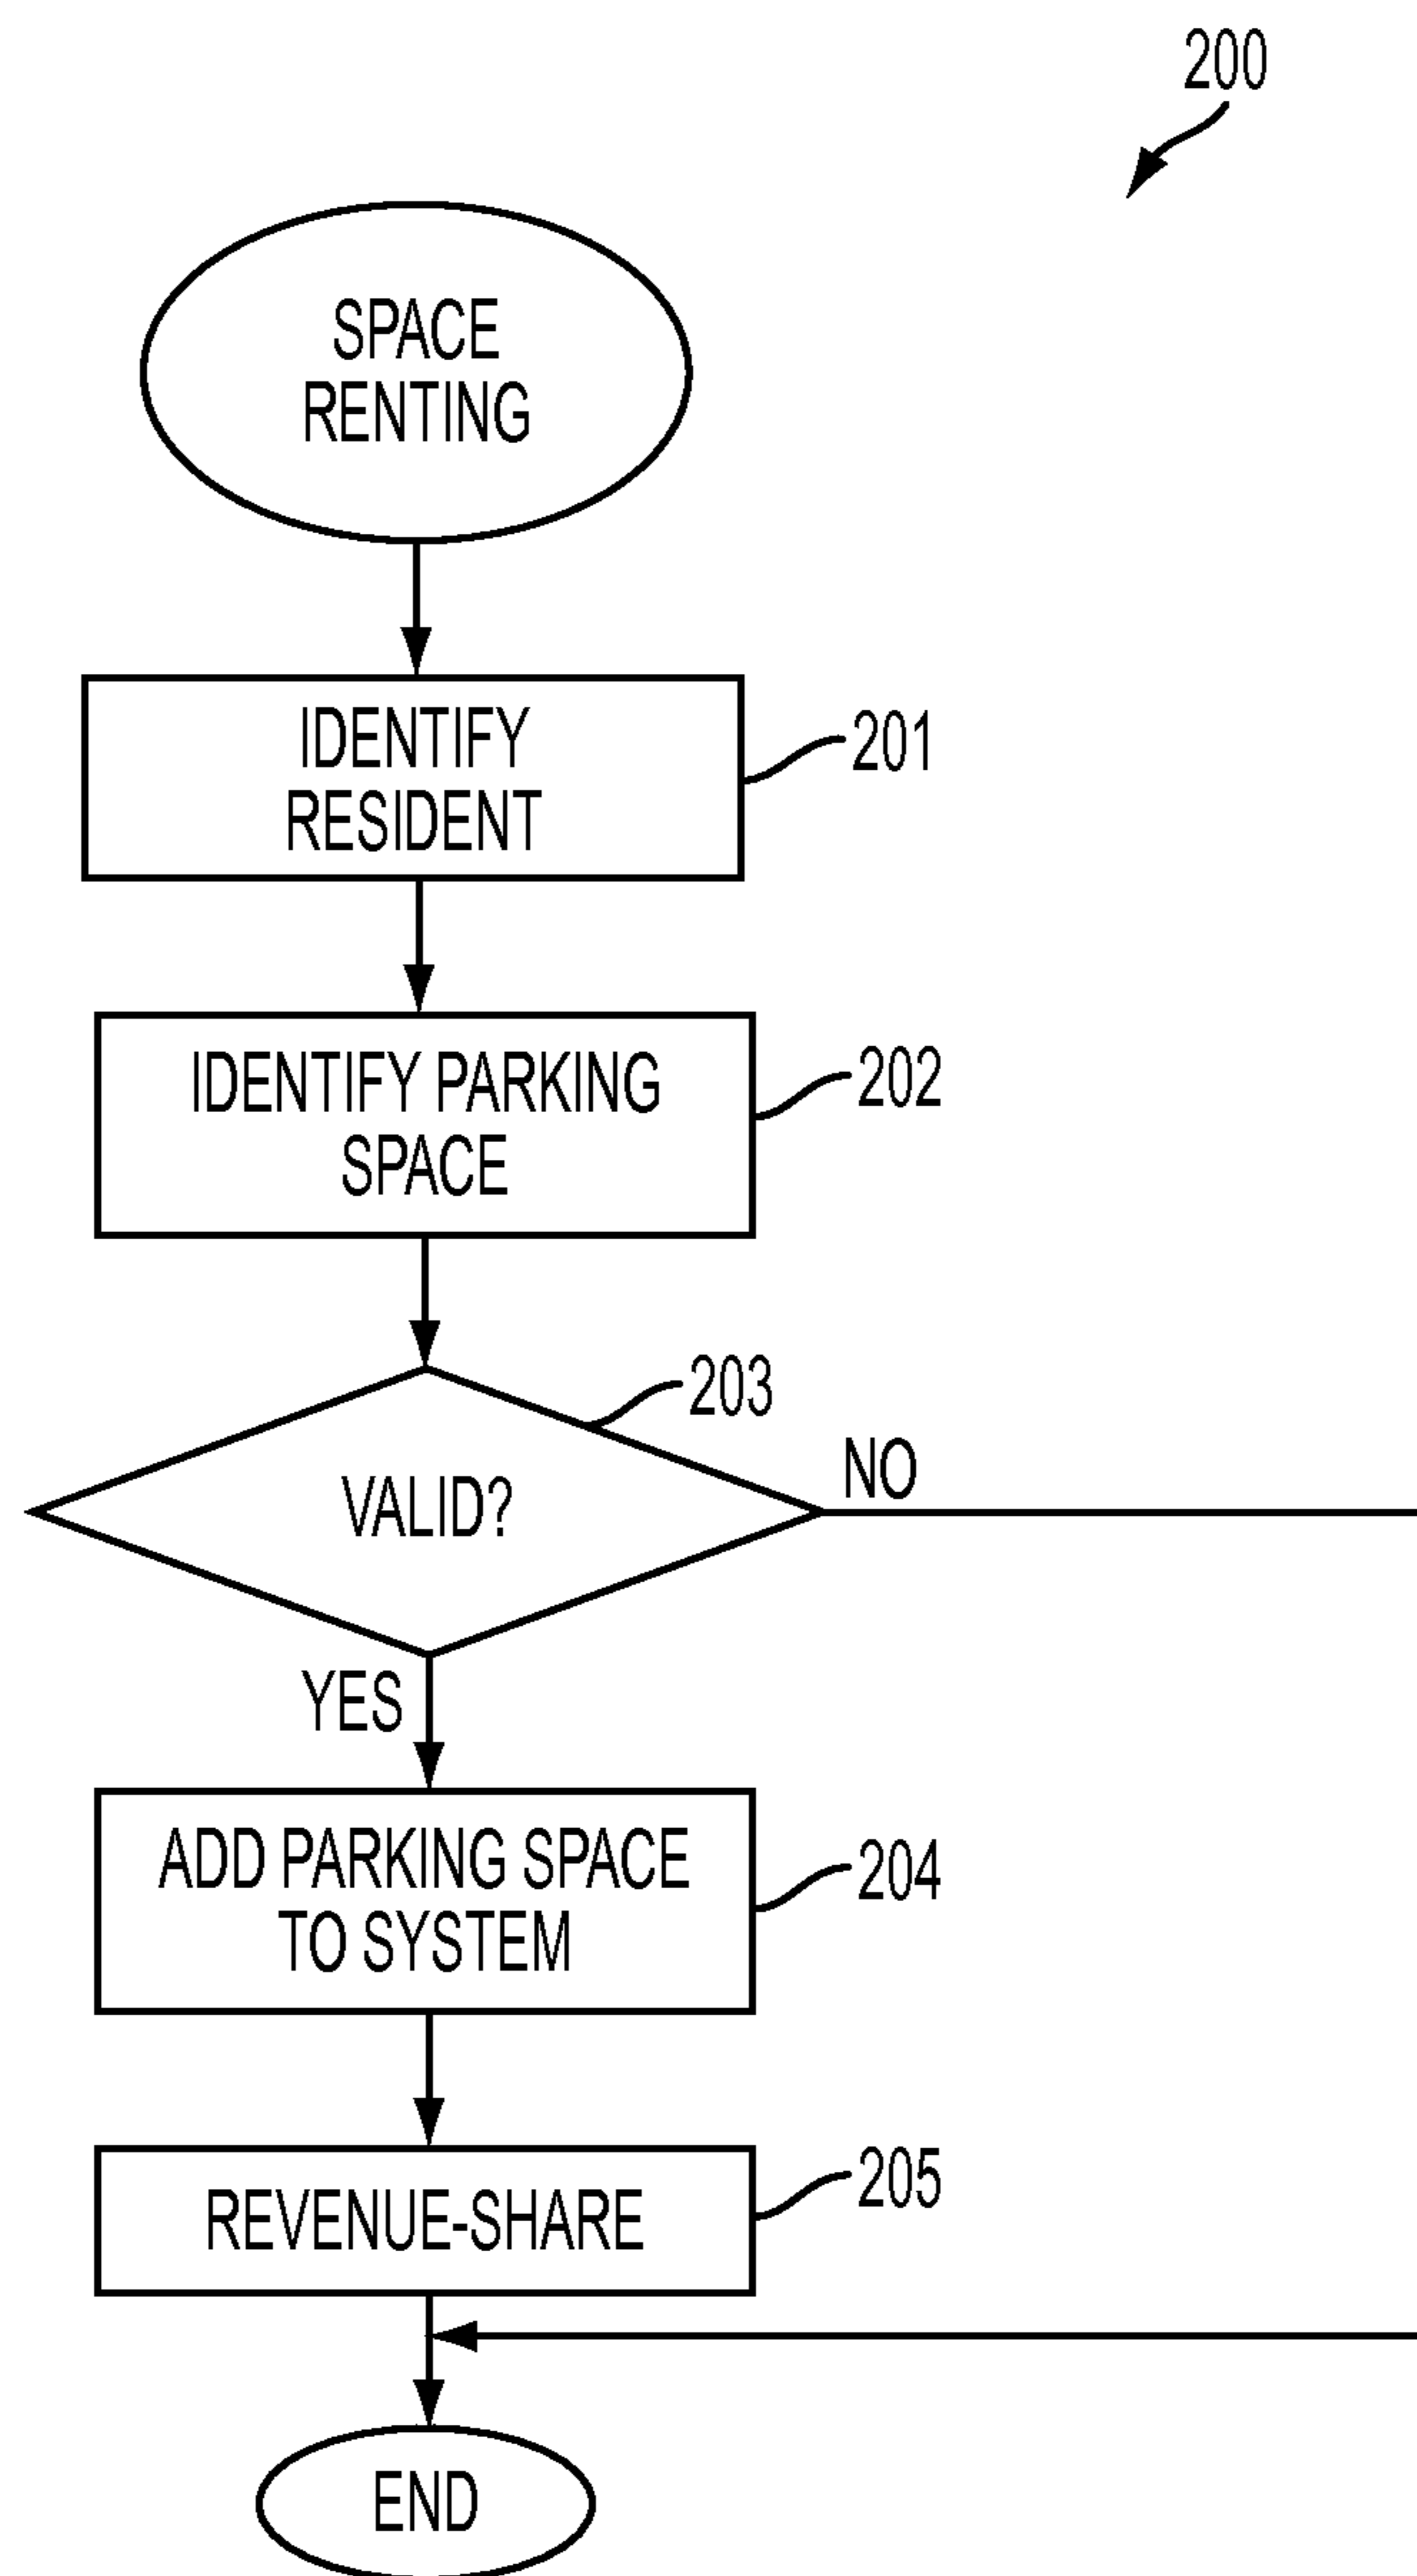 200
SPACE
RENTING
IDENTIFY
RESIDENT
201
IDENTIFY PARKING
SPACE
202
203
VALID?
NO
YES
ADD PARKING SPACE
TO SYSTEM
204
REVENUE-SHARE
205
END